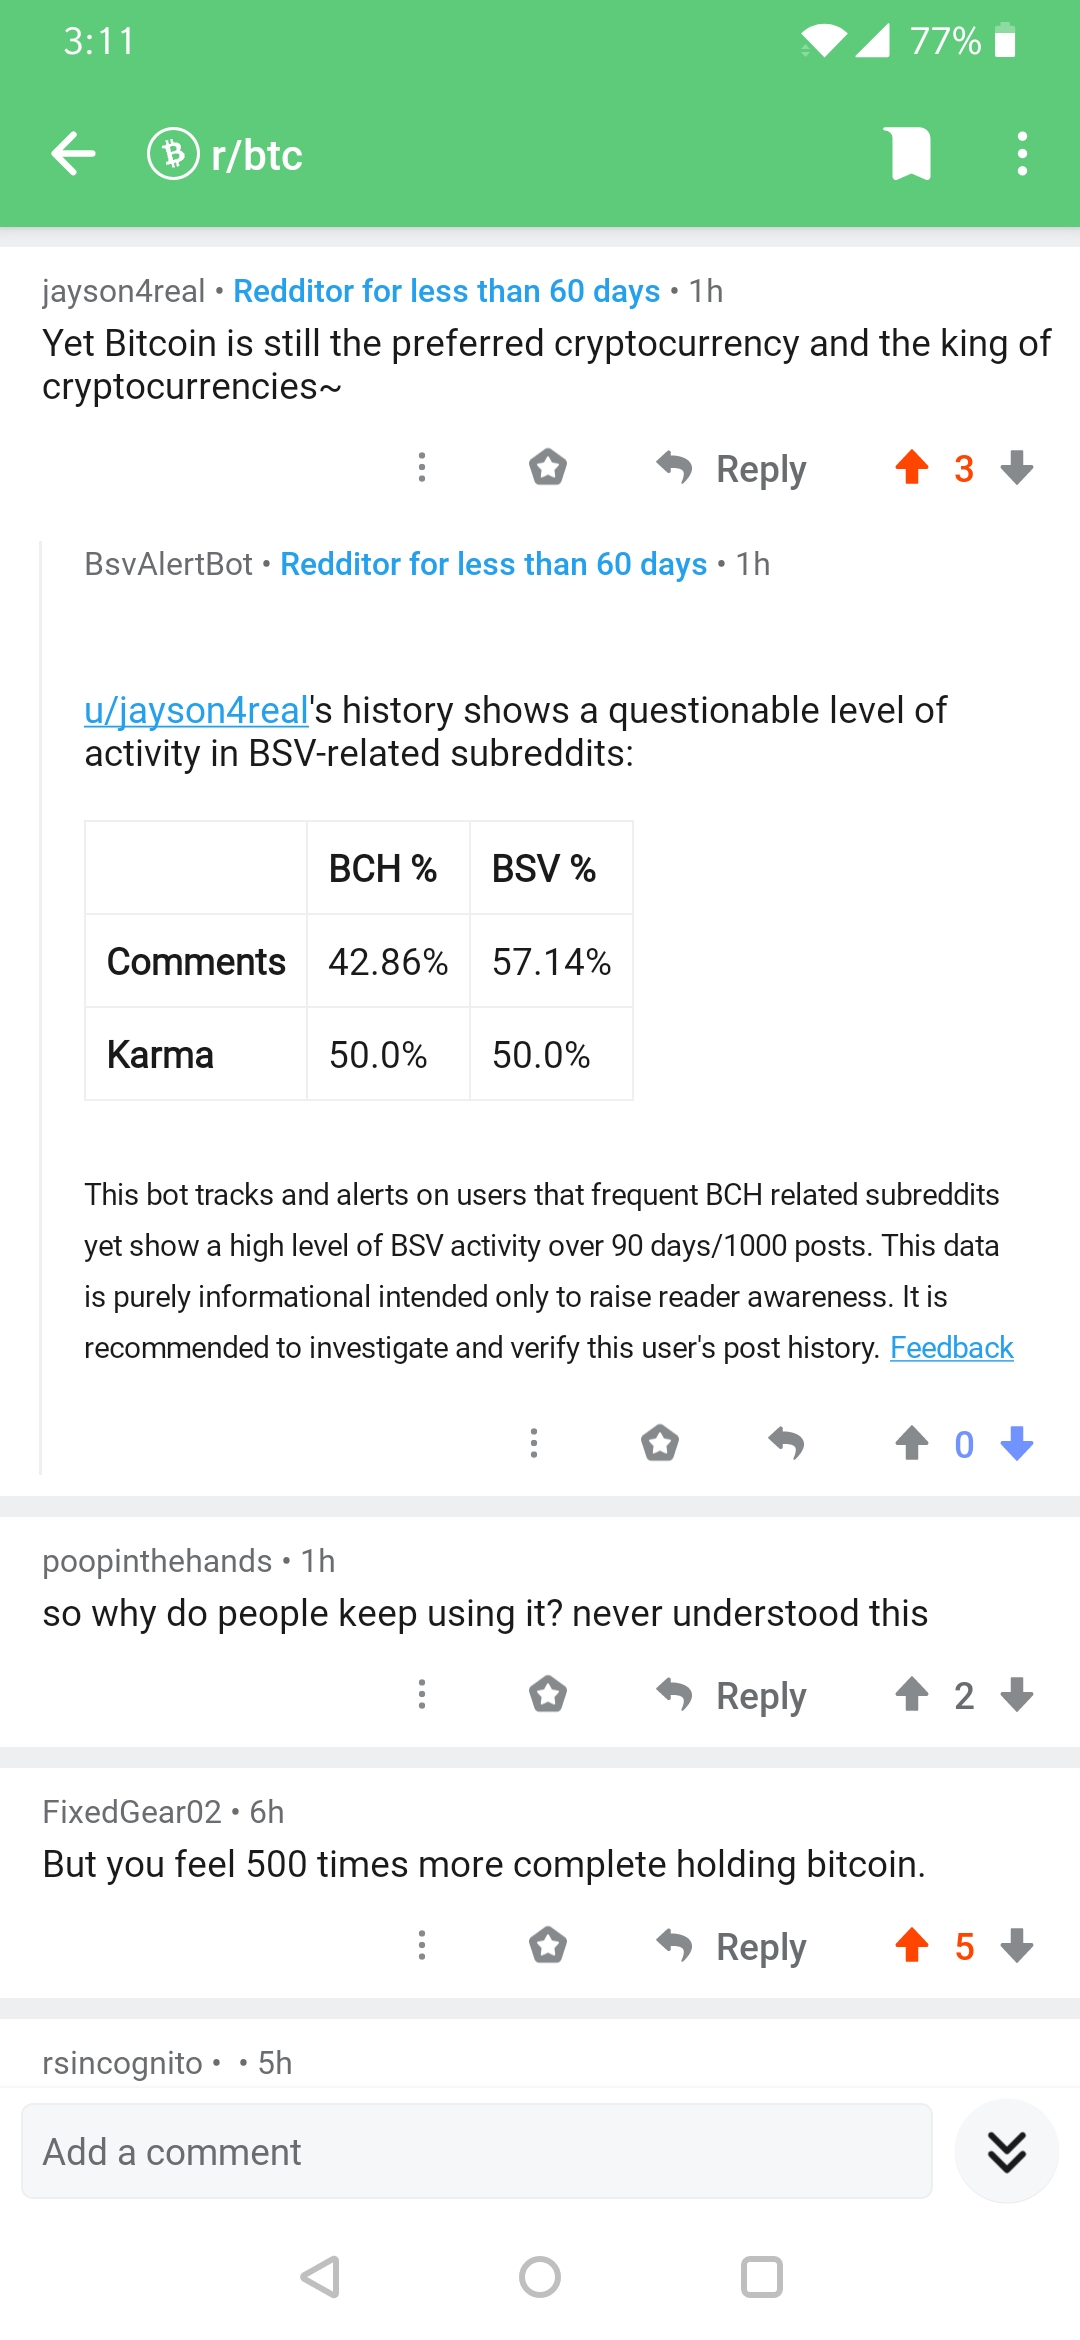 3:11
77%
r/btc
jayson4real • Redditor for less than 60 days • 1h
Yet Bitcoin is still the preferred cryptocurrency and the king of
cryptocurrencies~
Reply
3
BsvAlertBot • Redditor for less than 60 days • 1h
u/jayson4real's history shows a questionable level of
activity in BSV-related subreddits:
BCH % BSV %
Comments 42.86% 57.14%
Karma 50.0% 50.0%
This bot tracks and alerts on users that frequent BCH related subreddits
yet show a high level of BSV activity over 90 days/1000 posts. This data
is purely informational intended only to raise reader awareness. It is
recommended to investigate and verify this user's post history. Feedback
0
poopinthehands • 1h
so why do people keep using it? never understood this
Reply
2
FixedGear02 • 6h
But you feel 500 times more complete holding bitcoin.
Reply
5
rsincognito • • 5h
Add a comment